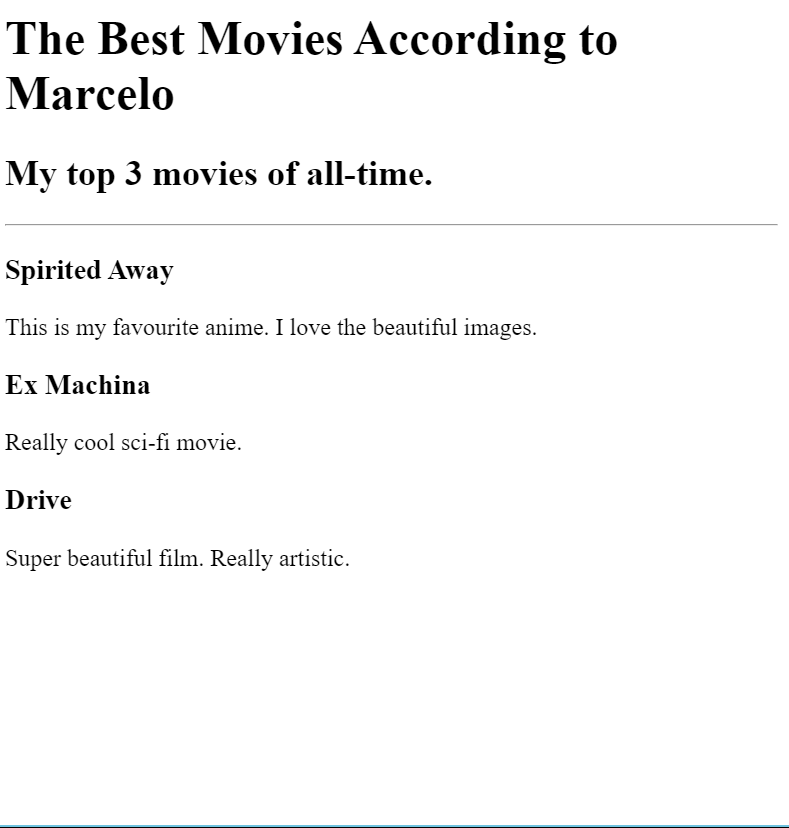 The Best Movies According to
Marcelo
My top 3 movies of all-time.
Spirited Away
This is my favourite anime. I love the beautiful images.
Ex Machina
Really cool sci-fi movie.
Drive
Super beautiful film. Really artistic.